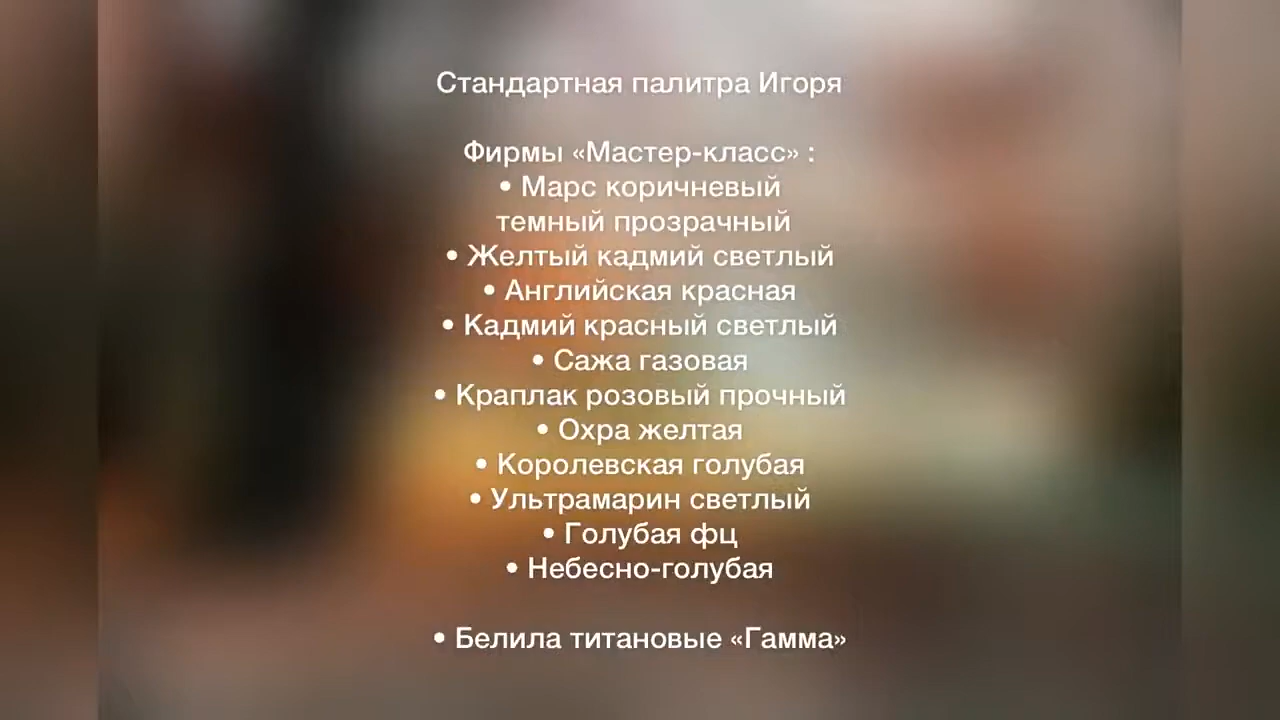 Стандартная палитра Игоря
Фирмы «Мастер-класс» :
• Марс коричневый
темный прозрачный
• Желтый кадмий светлый
• Английская красная
• Кадмий красный светлый
• Сажа газовая
• Краплак розовый прочный
• Охра желтая
• Королевская голубая
• Ультрамарин светлый
• Голубая фц
• Небесно-голубая
• Белила титановые «Гамма»